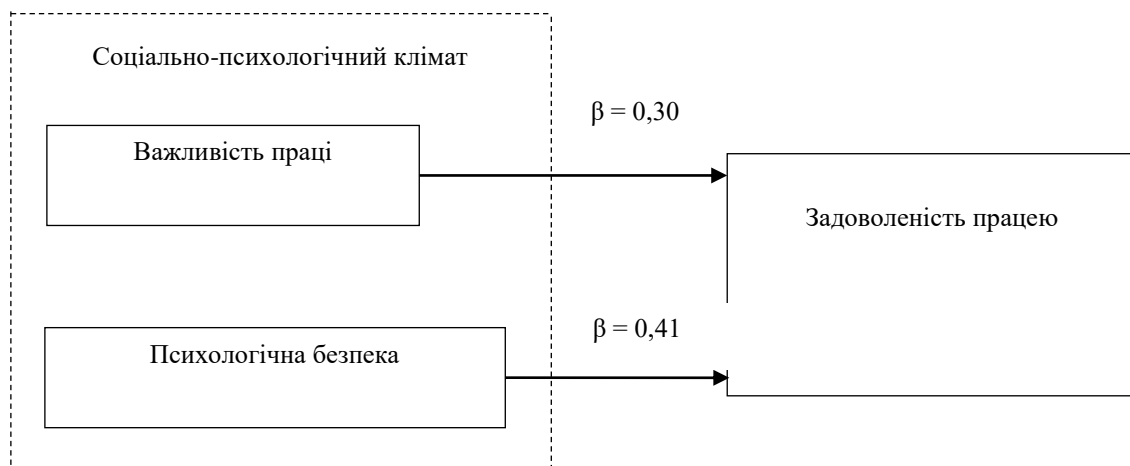 Соціально-психологічний клімат
β = 0,30
Важливість праці
Задоволеність працею
β = 0,41
Психологічна безпека